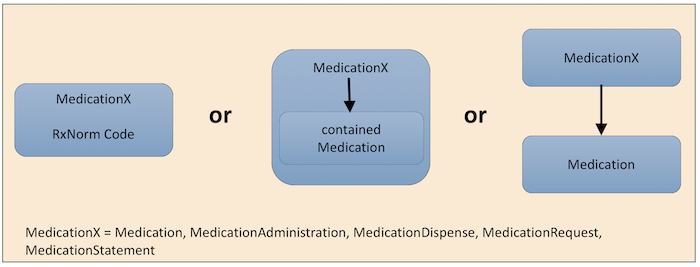 MedicationX
RxNorm Code
or
MedicationX
contained
Medication
or
MedicationX
Medication
MedicationX = Medication, MedicationAdministration, MedicationDispense, MedicationRequest,
MedicationStatement